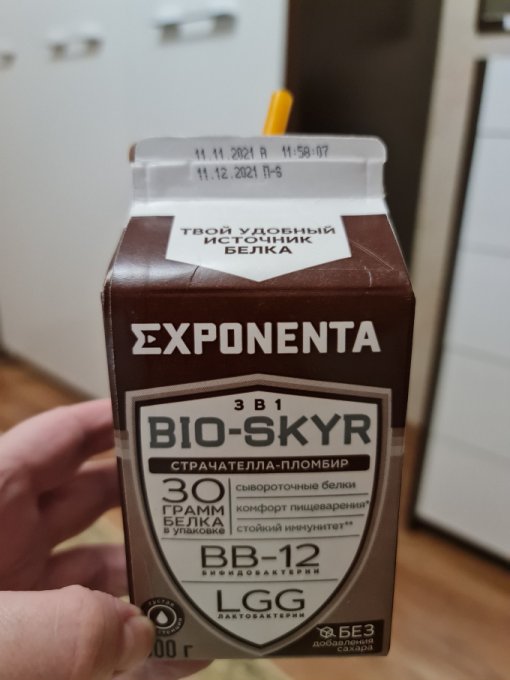 11.11.2021 A 11:58:07
11.12.2021 П-6
ТВОЙ УДОБНЫЙ
ИСТОЧНИК
БЕЛКА
EXPONENTA
3 В 1
BIO-SKYR
СТРАЧАТЕЛЛА-ПЛОМБИР
30
ГРАММ
БЕЛКА
в упаковке
сывороточные белки
комфорт пищеварения*
стойкий иммунитет**
BB-12
БИФИДОБАКТЕРИИ
LGG
ЛАКТОБАКТЕРИИ
БЕЗ
добавления
сахара